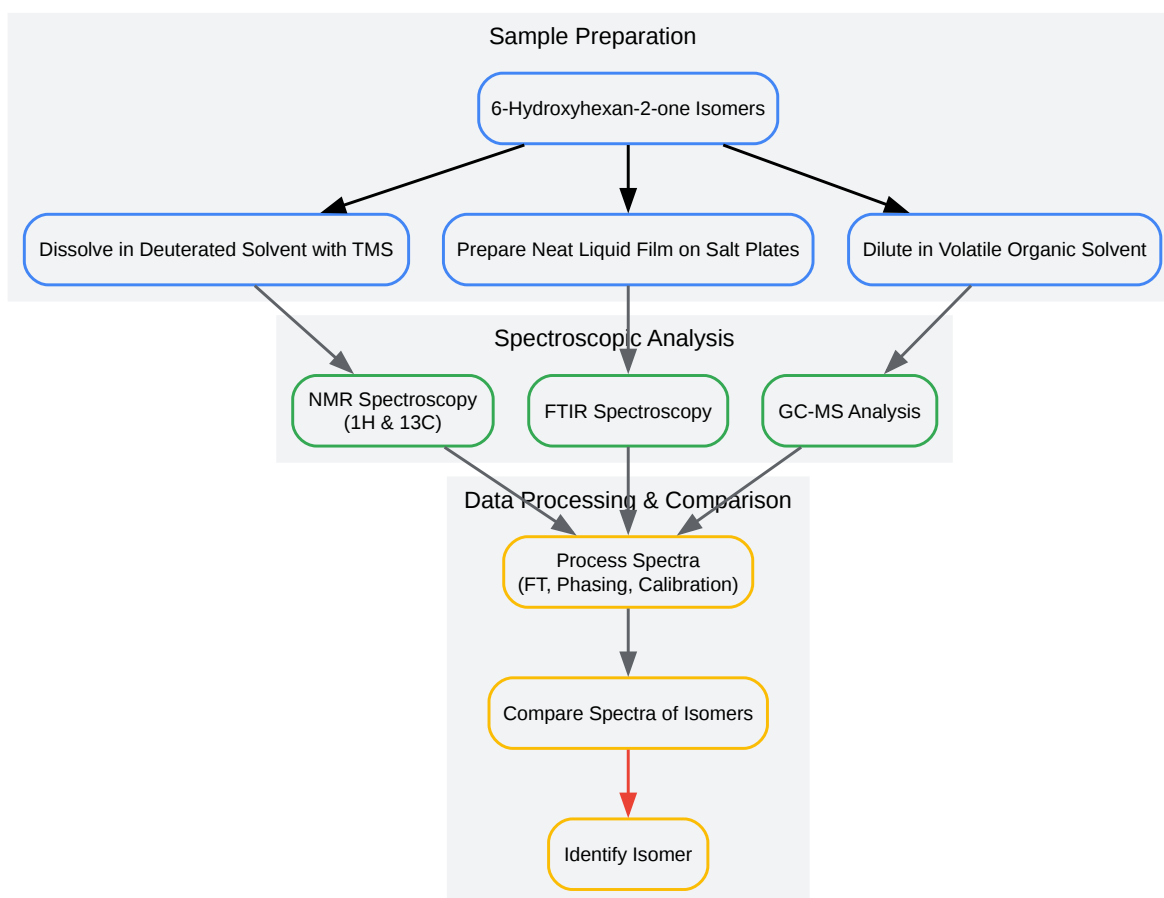 Sample Preparation
6-Hydroxyhexan-2-one Isomers
Dissolve in Deuterated Solvent with TMS
Prepare Neat Liquid Film on Salt Plates
Dilute in Volatile Organic Solvent
Spectroscopic Analysis
NMR Spectroscopy
(1H & 13C)
FTIR Spectroscopy
GC-MS Analysis
Data Processing & Comparison
Process Spectra
(FT, Phasing, Calibration)
Compare Spectra of Isomers
Identify Isomer